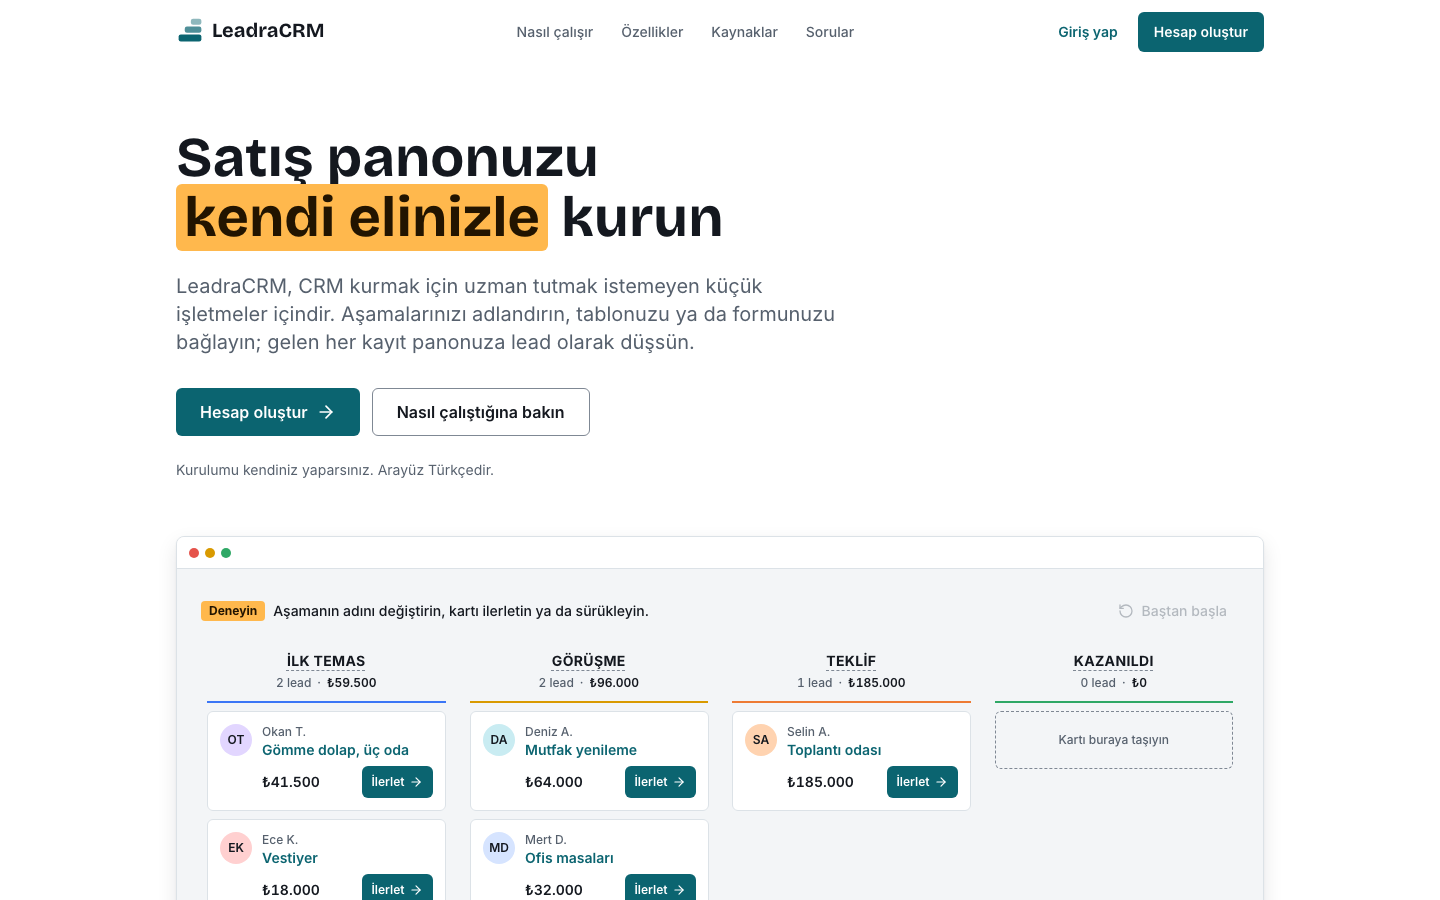 LeadraCRM
Nasıl çalışır
Özellikler
Kaynaklar
Sorular
Giriş yap
Hesap oluştur
Satış panonuzu
kendi elinizle kurun
LeadraCRM, CRM kurmak için uzman tutmak istemeyen küçük
işletmeler içindir. Aşamalarınızı adlandırın, tablonuzu ya da formunuzu
bağlayın; gelen her kayıt panonuza lead olarak düşsün.
Hesap oluştur
Nasıl çalıştığına bakın
Kurulumu kendiniz yaparsınız. Arayüz Türkçedir.
Deneyin Aşamanın adını değiştirin, kartı ilerletin ya da sürükleyin.
Baştan başla
İLK TEMAS
2 lead · ₺59.500
OT
Okan T.
Gömme dolap, üç oda
₺41.500
İlerlet
EK
Ece K.
Vestiyer
₺18.000
İlerlet
GÖRÜŞME
2 lead · ₺96.000
DA
Deniz A.
Mutfak yenileme
₺64.000
İlerlet
MD
Mert D.
Ofis masaları
₺32.000
İlerlet
TEKLİF
1 lead · ₺185.000
SA
Selin A.
Toplantı odası
₺185.000
İlerlet
KAZANILDI
0 lead · ₺0
Kartı buraya taşıyın